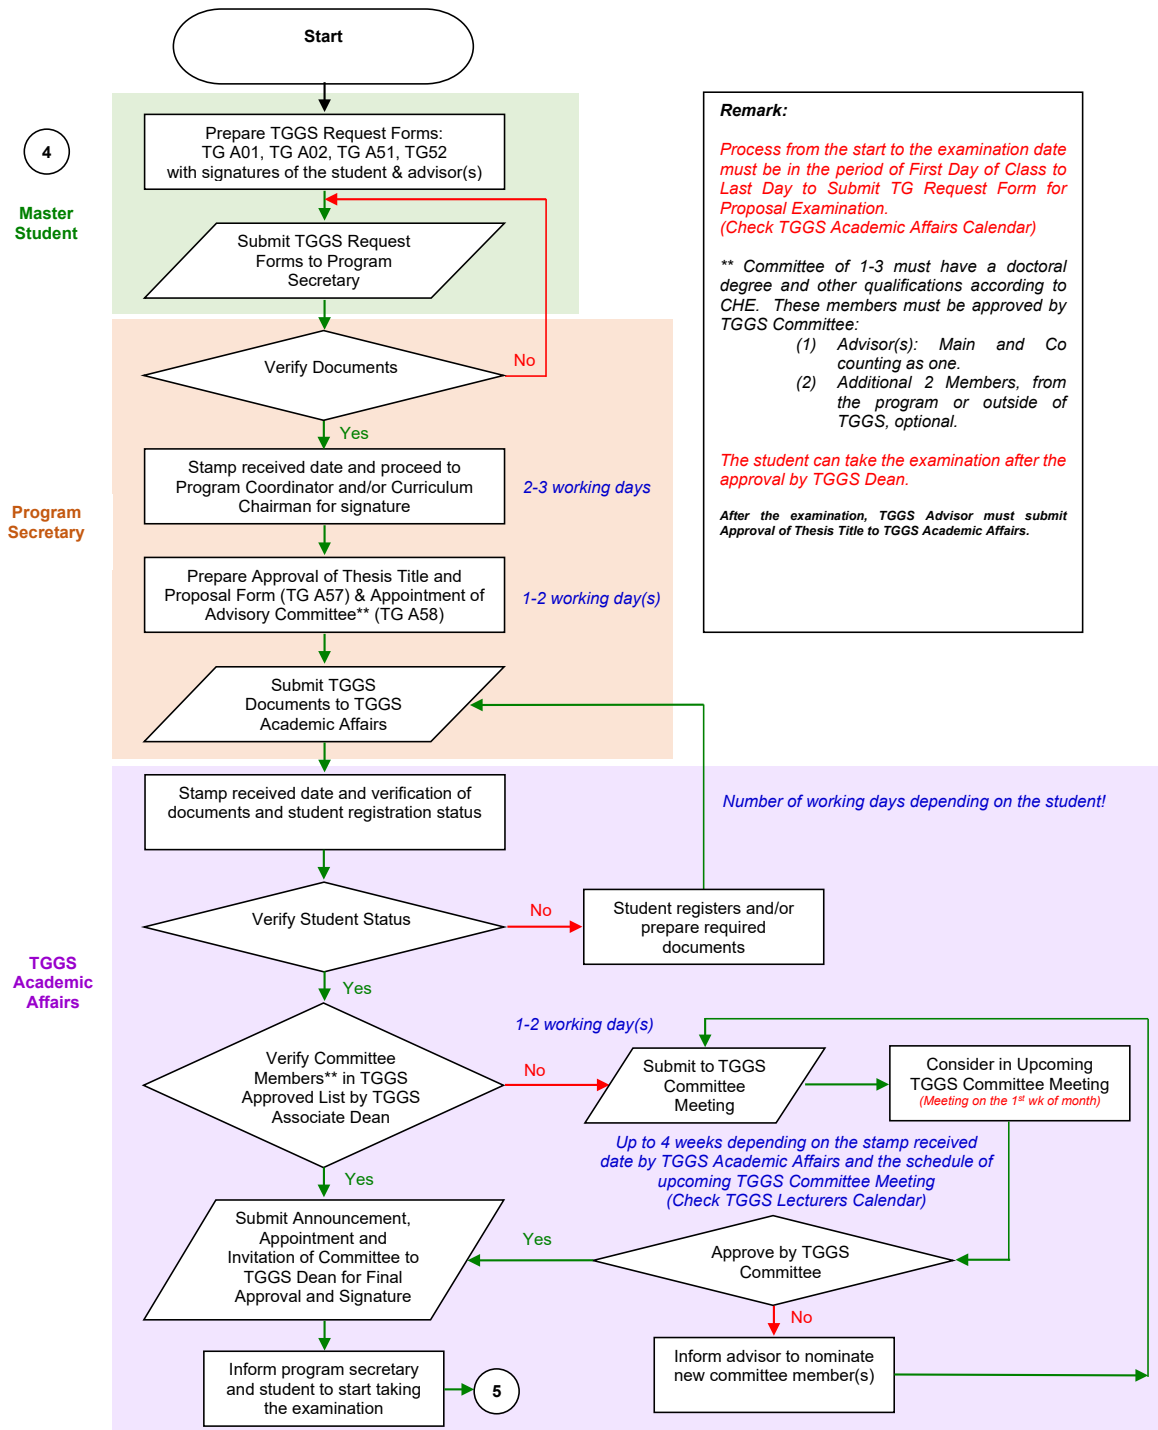 Start
4
Master
Student
Prepare TGGS Request Forms:
TG A01, TG A02, TG A51, TG52
with signatures of the student & advisor(s)
Submit TGGS Request
Forms to Program
Secretary
Remark:
Process from the start to the examination date
must be in the period of First Day of Class to
Last Day to Submit TG Request Form for
Proposal Examination.
(Check TGGS Academic Affairs Calendar)
** Committee of 1-3 must have a doctoral
degree and other qualifications according to
CHE. These members must be approved by
TGGS Committee:
(1) Advisor(s): Main and Co
counting as one.
(2) Additional 2 Members, from
the program or outside of
TGGS, optional.
The student can take the examination after the
approval by TGGS Dean.
After the examination, TGGS Advisor must submit
Approval of Thesis Title to TGGS Academic Affairs.
Program
Secretary
Verify Documents
No
Yes
Stamp received date and proceed to
Program Coordinator and/or Curriculum
Chairman for signature
2-3 working days
Prepare Approval of Thesis Title and
Proposal Form (TG A57) & Appointment of
Advisory Committee** (TG A58)
1-2 working day(s)
Submit TGGS
Documents to TGGS
Academic Affairs
TGGS
Academic
Affairs
Stamp received date and verification of
documents and student registration status
Number of working days depending on the student!
Verify Student Status
No
Student registers and/or
prepare required
documents
Yes
Verify Committee
Members** in TGGS
Approved List by TGGS
Associate Dean
1-2 working day(s)
No
Submit to TGGS
Committee
Meeting
Consider in Upcoming
TGGS Committee Meeting
(Meeting on the 1st wk of month)
Up to 4 weeks depending on the stamp received
date by TGGS Academic Affairs and the schedule of
upcoming TGGS Committee Meeting
(Check TGGS Lecturers Calendar)
Yes
Submit Announcement,
Appointment and
Invitation of Committee to
TGGS Dean for Final
Approval and Signature
Yes
Approve by TGGS
Committee
No
Inform advisor to nominate
new committee member(s)
Inform program secretary
and student to start taking
the examination
5